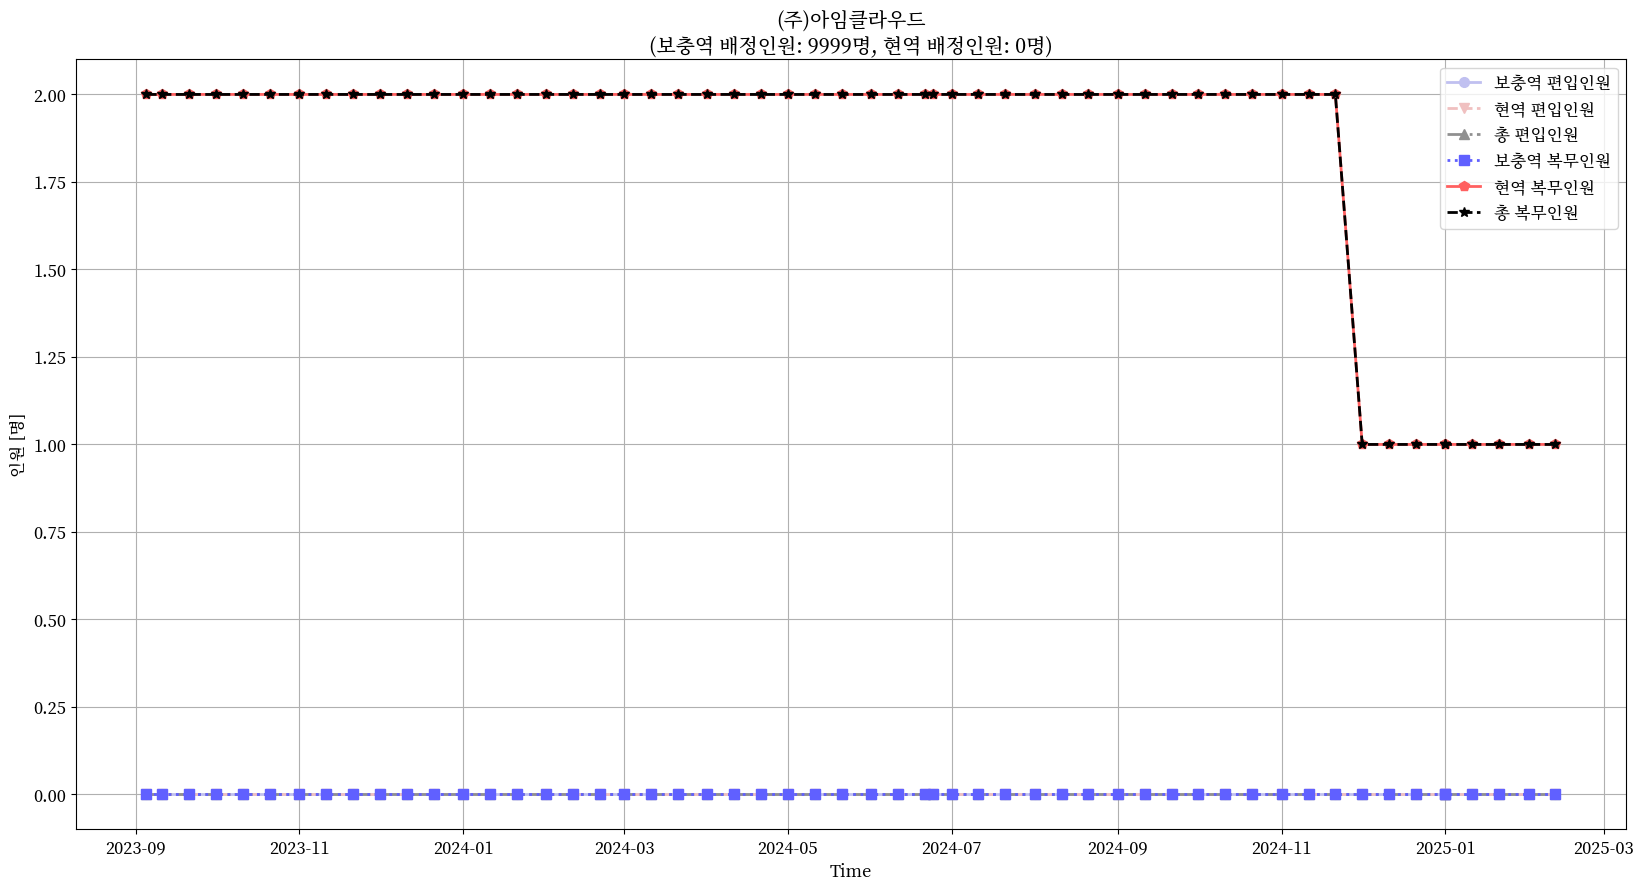 (주)아임클라우드
(보충역 배정인원: 9999명, 현역 배정인원: 0명)
보충역 편입인원
현역 편입인원
총 편입인원
보충역 복무인원
현역 복무인원
총 복무인원
2.00
1.75
1.50
1.25
1.00
0.75
0.50
0.25
0.00
인원 [명]
2023-09 2023-11 2024-01 2024-03 2024-05 2024-07 2024-09 2024-11 2025-01 2025-03
Time